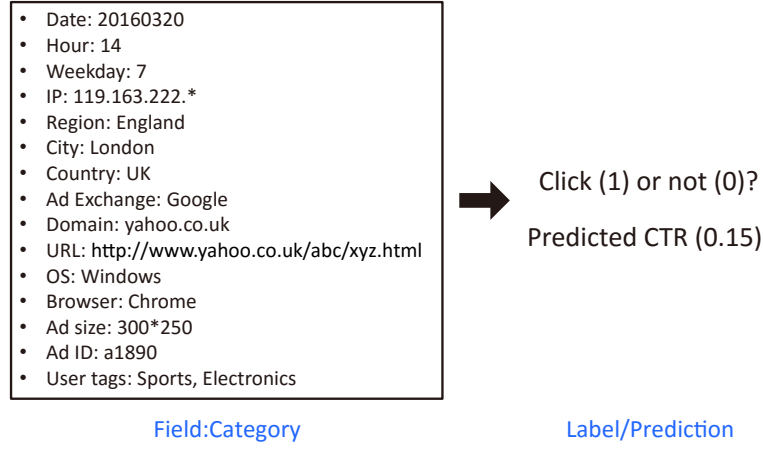 • Date: 20160320
• Hour: 14
• Weekday: 7
• IP: 119.163.222.*
• Region: England
• City: London
• Country: UK
• Ad Exchange: Google
• Domain: yahoo.co.uk
• URL: http://www.yahoo.co.uk/abc/xyz.html
• OS: Windows
• Browser: Chrome
• Ad size: 300*250
• Ad ID: a1890
• User tags: Sports, Electronics
Click (1) or not (0)?
Predicted CTR (0.15)
Field:Category
Label/Prediction